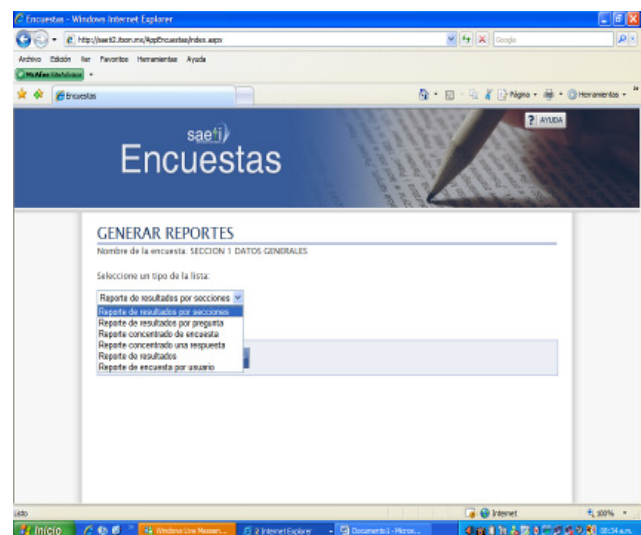 Encuestas - Windows Internet Explorer
http://saeti2.itson.mx/AppEncuestas/Index.aspx
Google
Archivo Edición Ver Favoritos Herramientas Ayuda
McAfee SiteAdvisor
Encuestas
Página
Herramientas
? AYUDA
saeti
Encuestas
GENERAR REPORTES
Nombre de la encuesta: SECCION 1 DATOS GENERALES
Seleccione un tipo de la lista:
Reporte de resultados por secciones
Reporte de resultados por secciones
Reporte de resultados por pregunta
Reporte concentrado de encuesta
Reporte concentrado una respuesta
Reporte de resultados
Reporte de encuesta por usuario
Listo
Internet
100%
Inicio
Windows Live Messen...
2 Internet Explorer
Documento1 - Micros...
08:34 a.m.